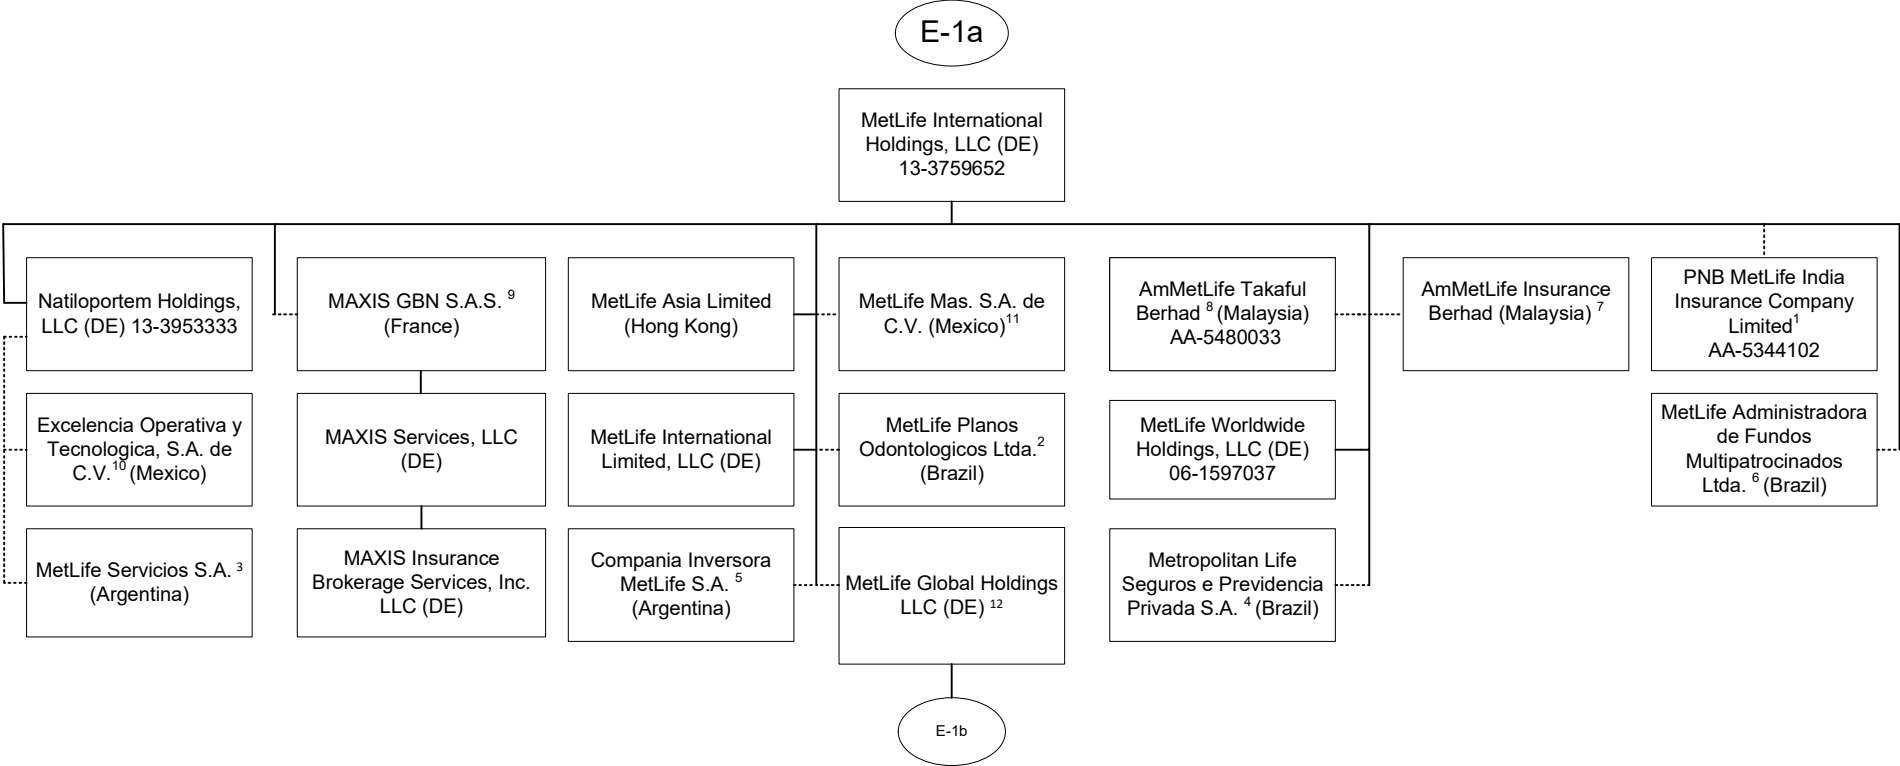 E-1a
MetLife International
Holdings, LLC (DE)
13-3759652
Natiloportem Holdings,
LLC (DE) 13-3953333
MAXIS GBN S.A.S. 9
(France)
MetLife Asia Limited
(Hong Kong)
MetLife Mas. S.A. de
C.V. (Mexico)11
AmMetLife Takaful
Berhad 8 (Malaysia)
AA-5480033
AmMetLife Insurance
Berhad (Malaysia) 7
PNB MetLife India
Insurance Company
Limited1
AA-5344102
Excelencia Operativa y
Tecnologica, S.A. de
C.V.10 (Mexico)
MAXIS Services, LLC
(DE)
MetLife International
Limited, LLC (DE)
MetLife Planos
Odontologicos Ltda.2
(Brazil)
MetLife Worldwide
Holdings, LLC (DE)
06-1597037
MetLife Administradora
de Fundos
Multipatrocinados
Ltda. 6 (Brazil)
MetLife Servicios S.A. 3
(Argentina)
MAXIS Insurance
Brokerage Services, Inc.
LLC (DE)
Compania Inversora
MetLife S.A. 5
(Argentina)
MetLife Global Holdings
LLC (DE) 12
Metropolitan Life
Seguros e Previdencia
Privada S.A. 4 (Brazil)
E-1b